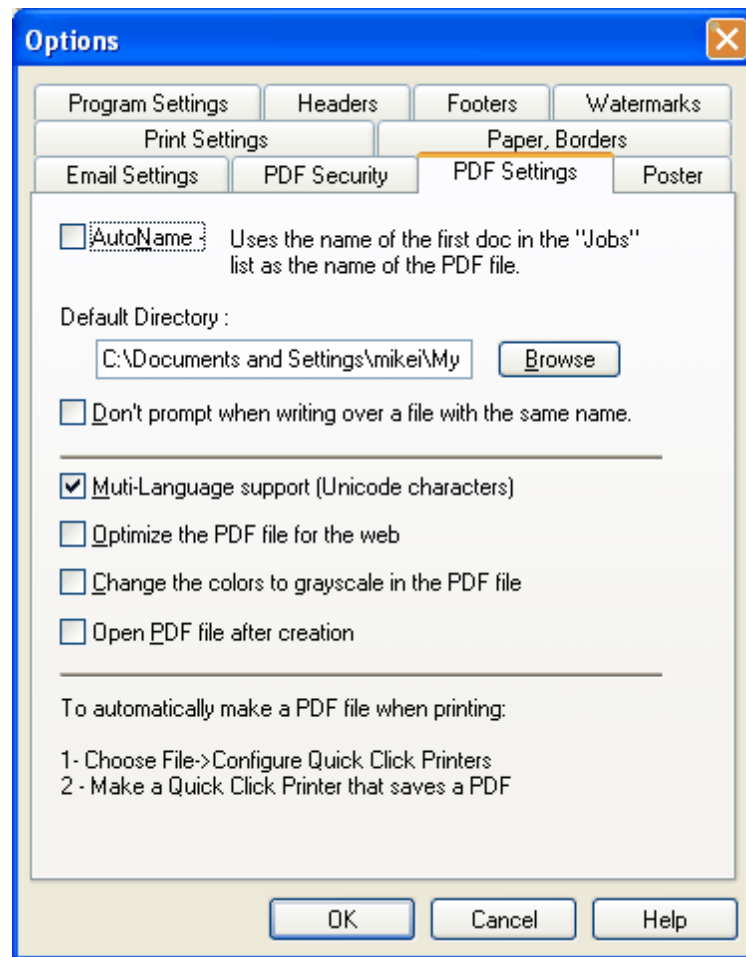 Options
Program Settings
Headers
Footers
Watermarks
Print Settings
Paper, Borders
Email Settings
PDF Security
PDF Settings
Poster
AutoName - Uses the name of the first doc in the "Jobs"
list as the name of the PDF file.
Default Directory :
C:\Documents and Settings\mikei\My
Browse
Don't prompt when writing over a file with the same name.
Muti-Language support (Unicode characters)
Optimize the PDF file for the web
Change the colors to grayscale in the PDF file
Open PDF file after creation
To automatically make a PDF file when printing:
1- Choose File->Configure Quick Click Printers
2 - Make a Quick Click Printer that saves a PDF
OK
Cancel
Help